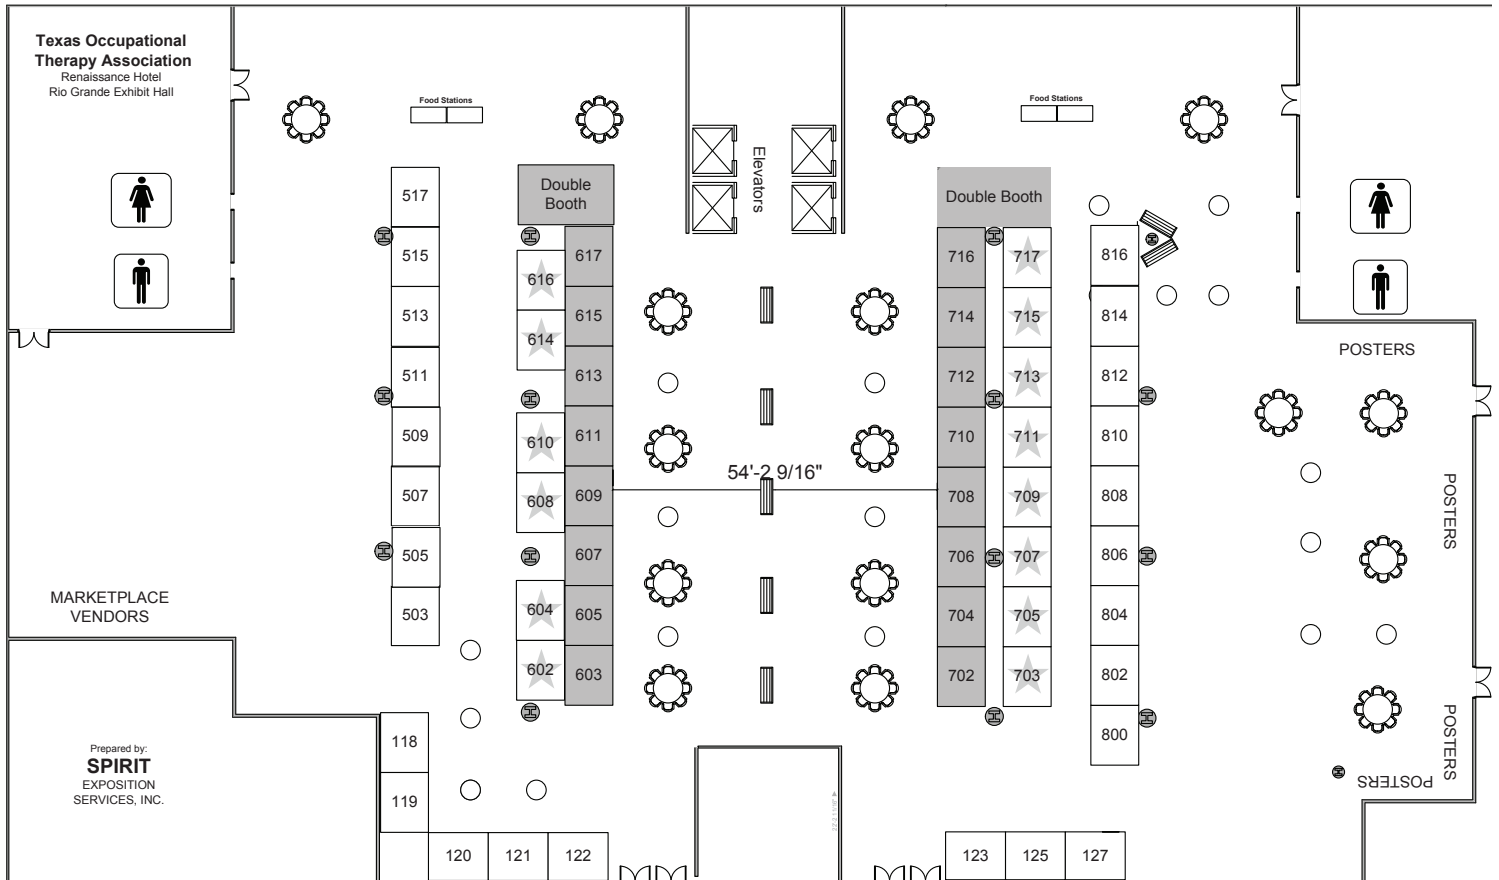 Texas Occupational
Therapy Association
Renaissance Hotel
Rio Grande Exhibit Hall
Food Stations
Food Stations
Elevators
Double
Booth
Double Booth
517
515
513
511
509
507
505
503
616
614
610
608
604
602
617
615
613
611
609
607
605
603
54'-2 9/16"
716
714
712
710
708
706
704
702
717
715
713
711
709
707
705
703
816
814
812
810
808
806
804
802
800
POSTERS
POSTERS
POSTERS
POSTERS
MARKETPLACE
VENDORS
Prepared by:
SPIRIT
EXPOSITION
SERVICES, INC.
118
119
120
121
122
123
125
127